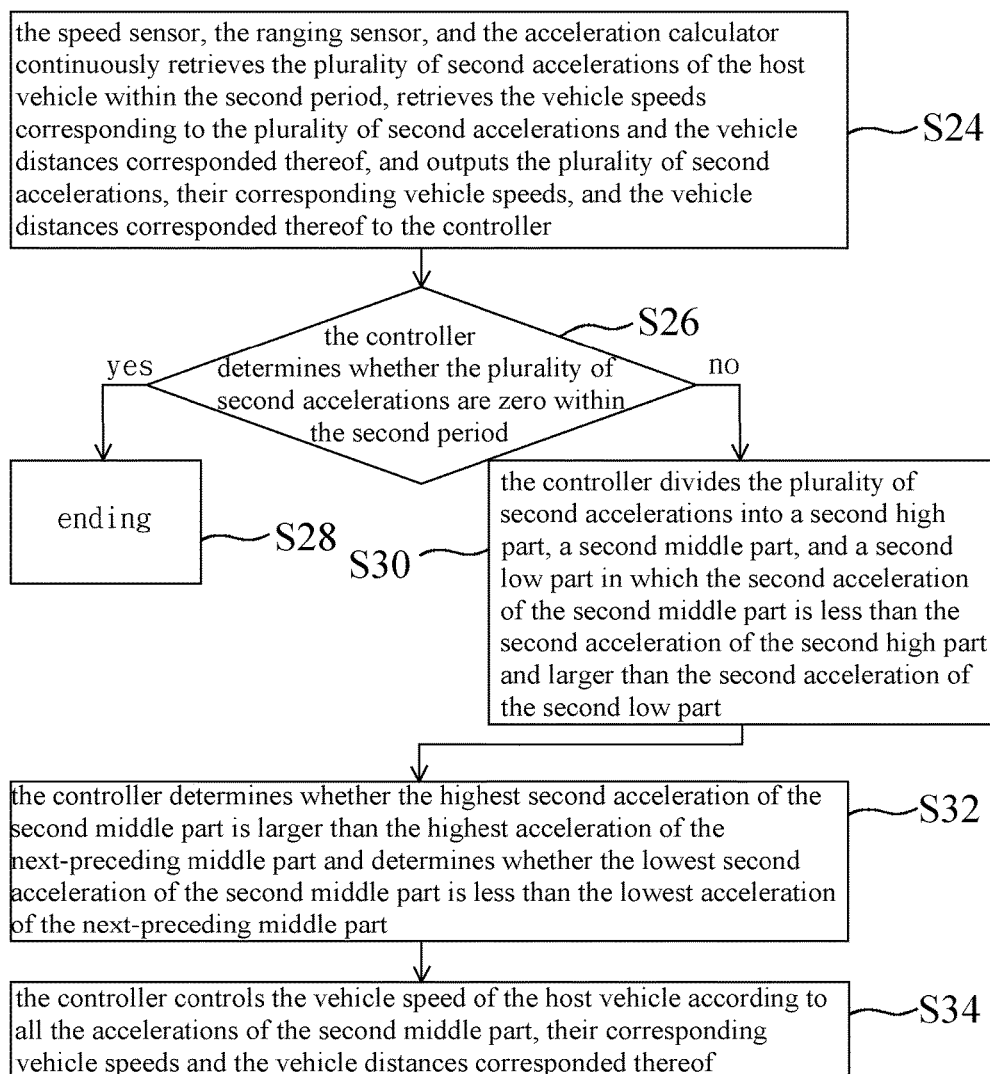 the speed sensor, the ranging sensor, and the acceleration calculator
continuously retrieves the plurality of second accelerations of the host
vehicle within the second period, retrieves the vehicle speeds
corresponding to the plurality of second accelerations and the vehicle
distances corresponded thereof, and outputs the plurality of second
accelerations, their corresponding vehicle speeds, and the vehicle
distances corresponded thereof to the controller
S24
S26
the controller
determines whether the plurality of
second accelerations are zero within
the second period
yes
no
ending
S28
S30
the controller divides the plurality of
second accelerations into a second high
part, a second middle part, and a second
low part in which the second acceleration
of the second middle part is less than the
second acceleration of the second high part
and larger than the second acceleration of
the second low part
the controller determines whether the highest second acceleration of the
second middle part is larger than the highest acceleration of the
next-preceding middle part and determines whether the lowest second
acceleration of the second middle part is less than the lowest acceleration
of the next-preceding middle part
S32
the controller controls the vehicle speed of the host vehicle according to
all the accelerations of the second middle part, their corresponding
vehicle speeds and the vehicle distances corresponded thereof
S34